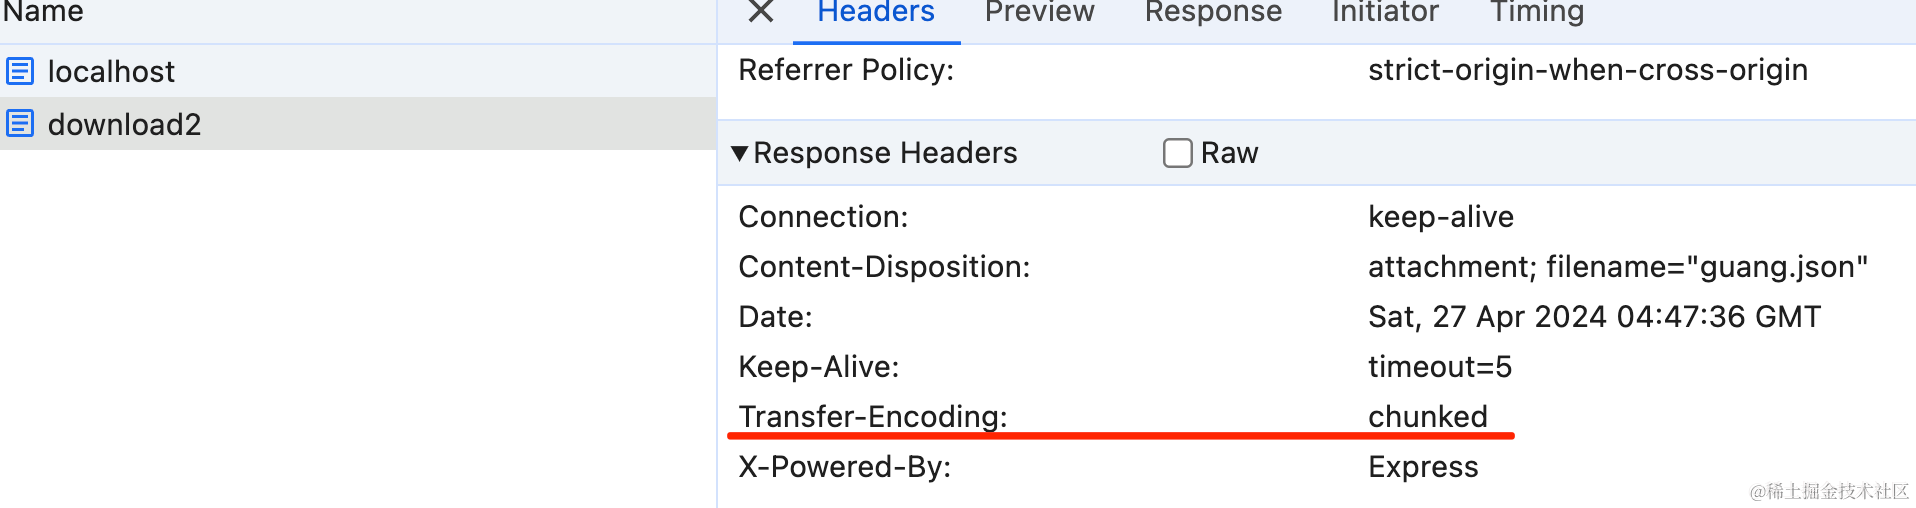 Name
Headers Preview Response Initiator Timing
localhost
download2
Referrer Policy: strict-origin-when-cross-origin
Response Headers Raw
Connection: keep-alive
Content-Disposition: attachment; filename="guang.json"
Date: Sat, 27 Apr 2024 04:47:36 GMT
Keep-Alive: timeout=5
Transfer-Encoding: chunked
X-Powered-By: Express
@稀土掘金技术社区